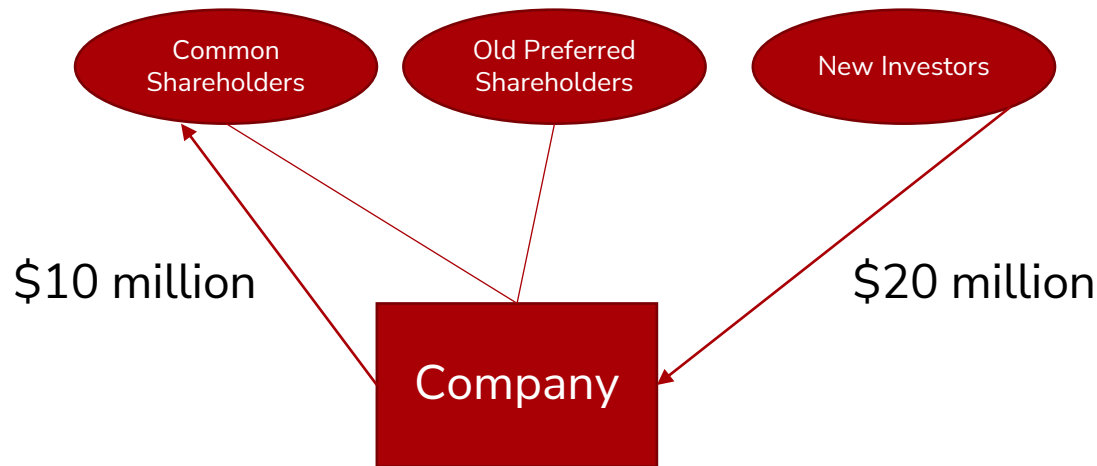 Common
Shareholders
Old Preferred
Shareholders
New Investors
$10 million
$20 million
Company